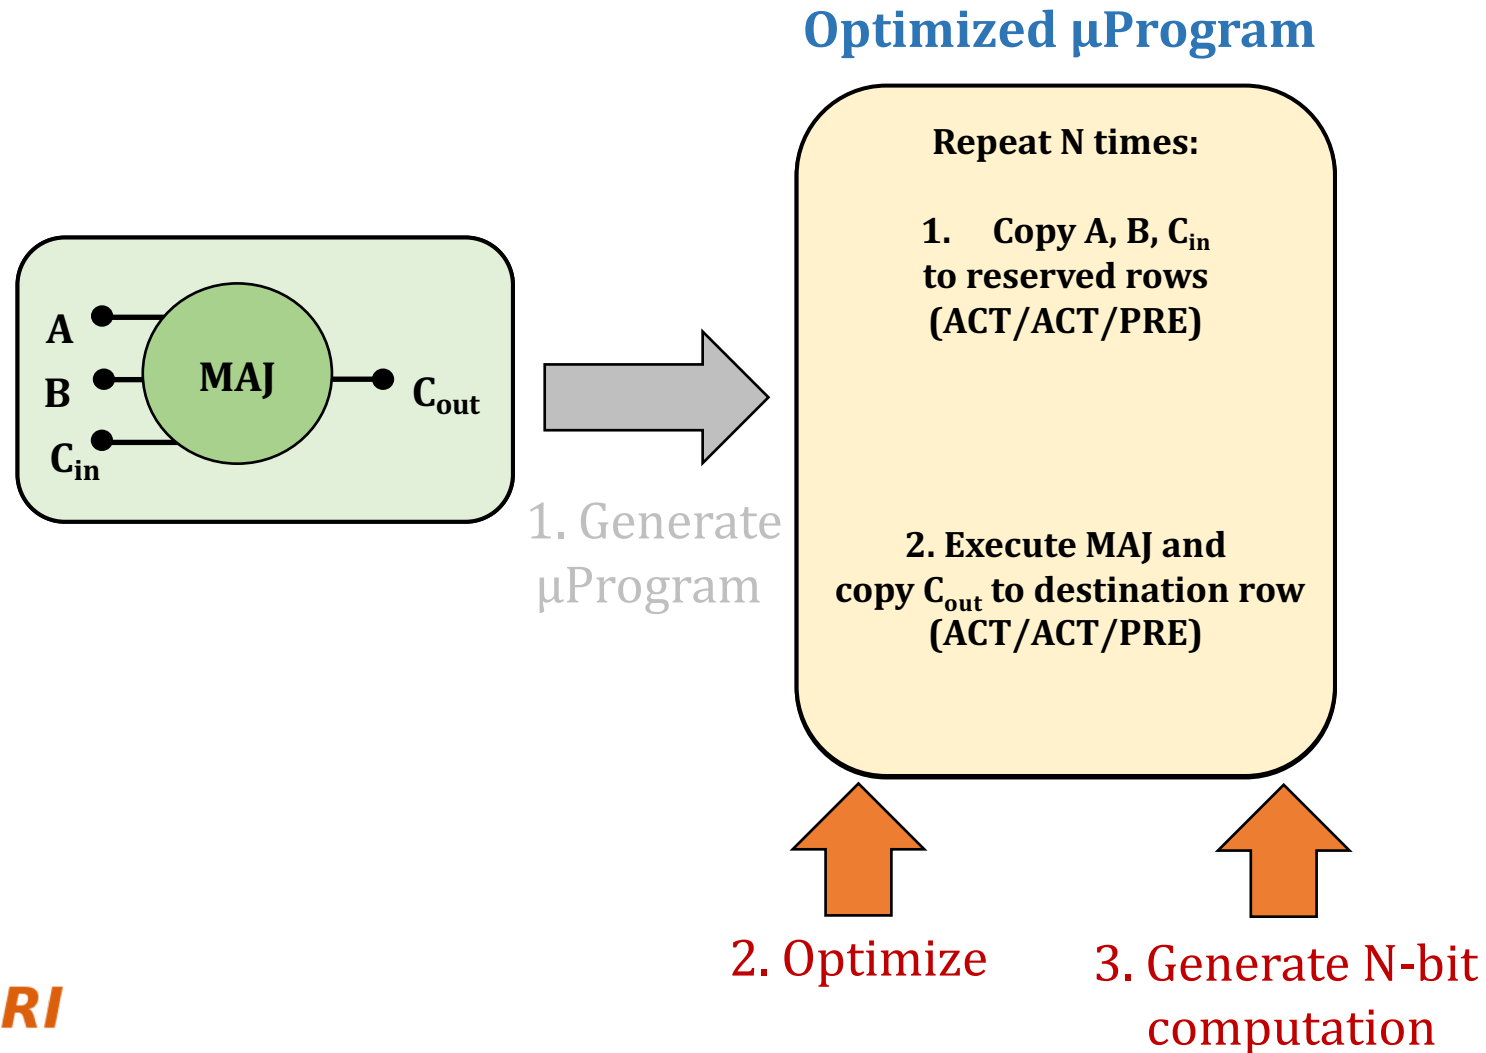 Optimized μProgram
Repeat N times:
1. Copy A, B, Cin
to reserved rows
(ACT/ACT/PRE)
A
B
Cin
MAJ
Cout
1. Generate
μProgram
2. Execute MAJ and
copy Cout to destination row
(ACT/ACT/PRE)
2. Optimize
3. Generate N-bit
computation
RI